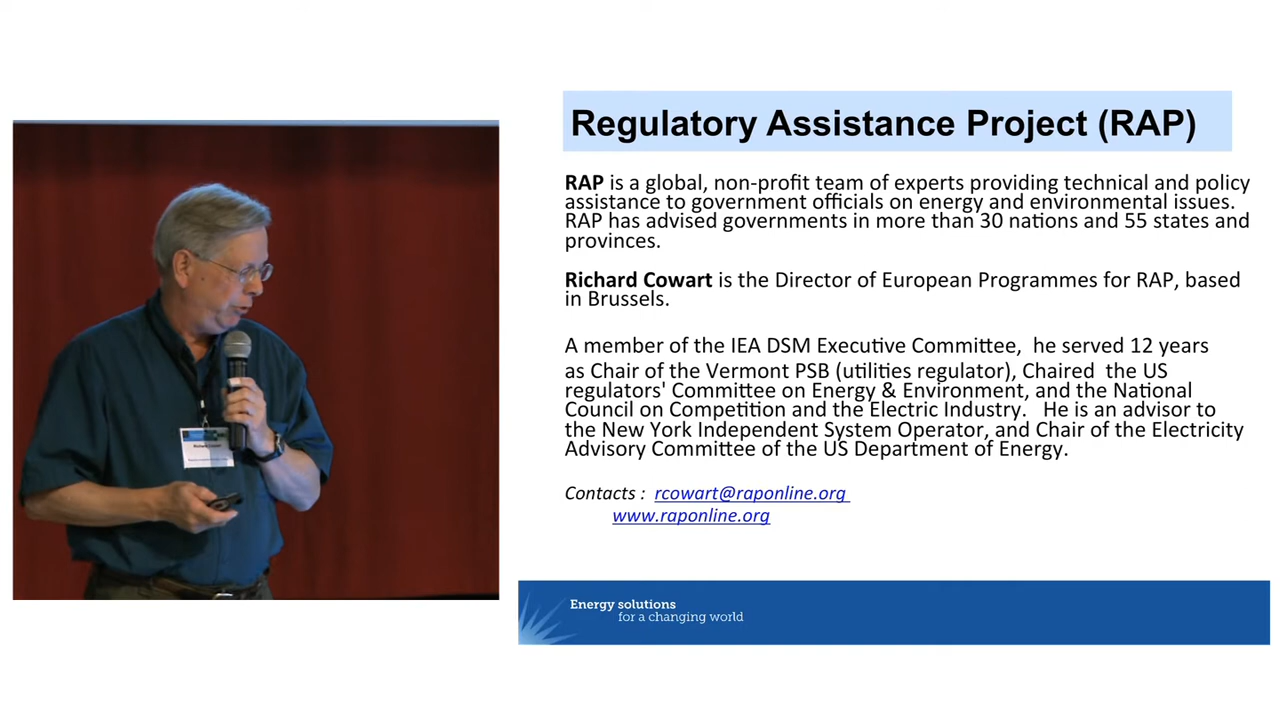 Regulatory Assistance Project (RAP)
RAP is a global, non-profit team of experts providing technical and policy
assistance to government officials on energy and environmental issues.
RAP has advised governments in more than 30 nations and 55 states and
provinces.
Richard Cowart is the Director of European Programmes for RAP, based
in Brussels.
A member of the IEA DSM Executive Committee,  he served 12 years
as Chair of the Vermont PSB (utilities regulator), Chaired  the US
regulators' Committee on Energy & Environment, and the National
Council on Competition and the Electric Industry.   He is an advisor to
the New York Independent System Operator, and Chair of the Electricity
Advisory Committee of the US Department of Energy.
Contacts :  rcowart@raponline.org
www.raponline.org
Energy solutions
for a changing world